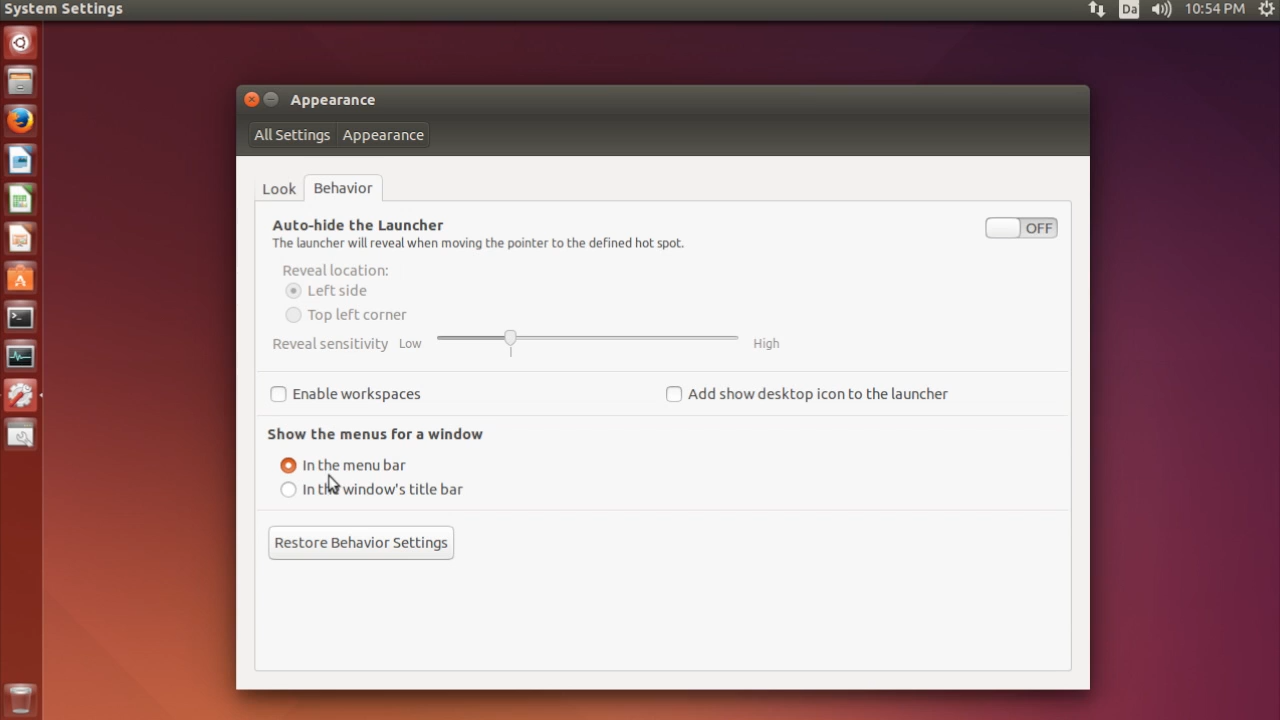 System Settings
Da
10:54 PM
Appearance
All Settings
Appearance
Look
Behavior
Auto-hide the Launcher
OFF
The launcher will reveal when moving the pointer to the defined hot spot.
Reveal location:
Left side
Top left corner
Reveal sensitivity
Low
High
Enable workspaces
Add show desktop icon to the launcher
Show the menus for a window
In the menu bar
In the window's title bar
Restore Behavior Settings